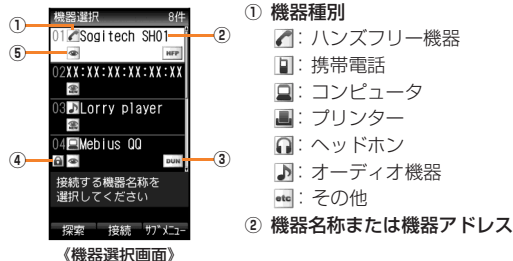 機器選択 8件
01 Sogitech SH01
HFP
02XX:XX:XX:XX:XX:XX
03 Lorry player
04 Mebius QQ
DUN
接続する機器名称を
選択してください
探索 接続 ｻﾌﾞﾒﾆｭｰ
《機器選択画面》
①
②
③
④
⑤
① 機器種別
：ハンズフリー機器
：携帯電話
：コンピュータ
：プリンター
：ヘッドホン
：オーディオ機器
etc：その他
② 機器名称または機器アドレス